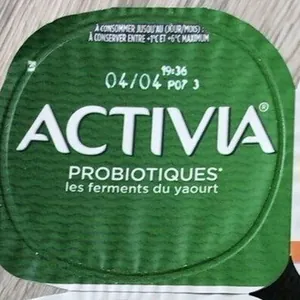 À CONSOMMER JUSQU'AU (JOUR/MOIS) :
À CONSERVER ENTRE +1°C ET +6°C MAXIMUM
04/04 19:36
P07 3
ACTIVIA®
PROBIOTIQUES*
les ferments du yaourt